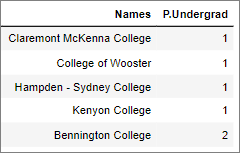 Names P.Undergrad
Claremont McKenna College 1
College of Wooster 1
Hampden - Sydney College 1
Kenyon College 1
Bennington College 2